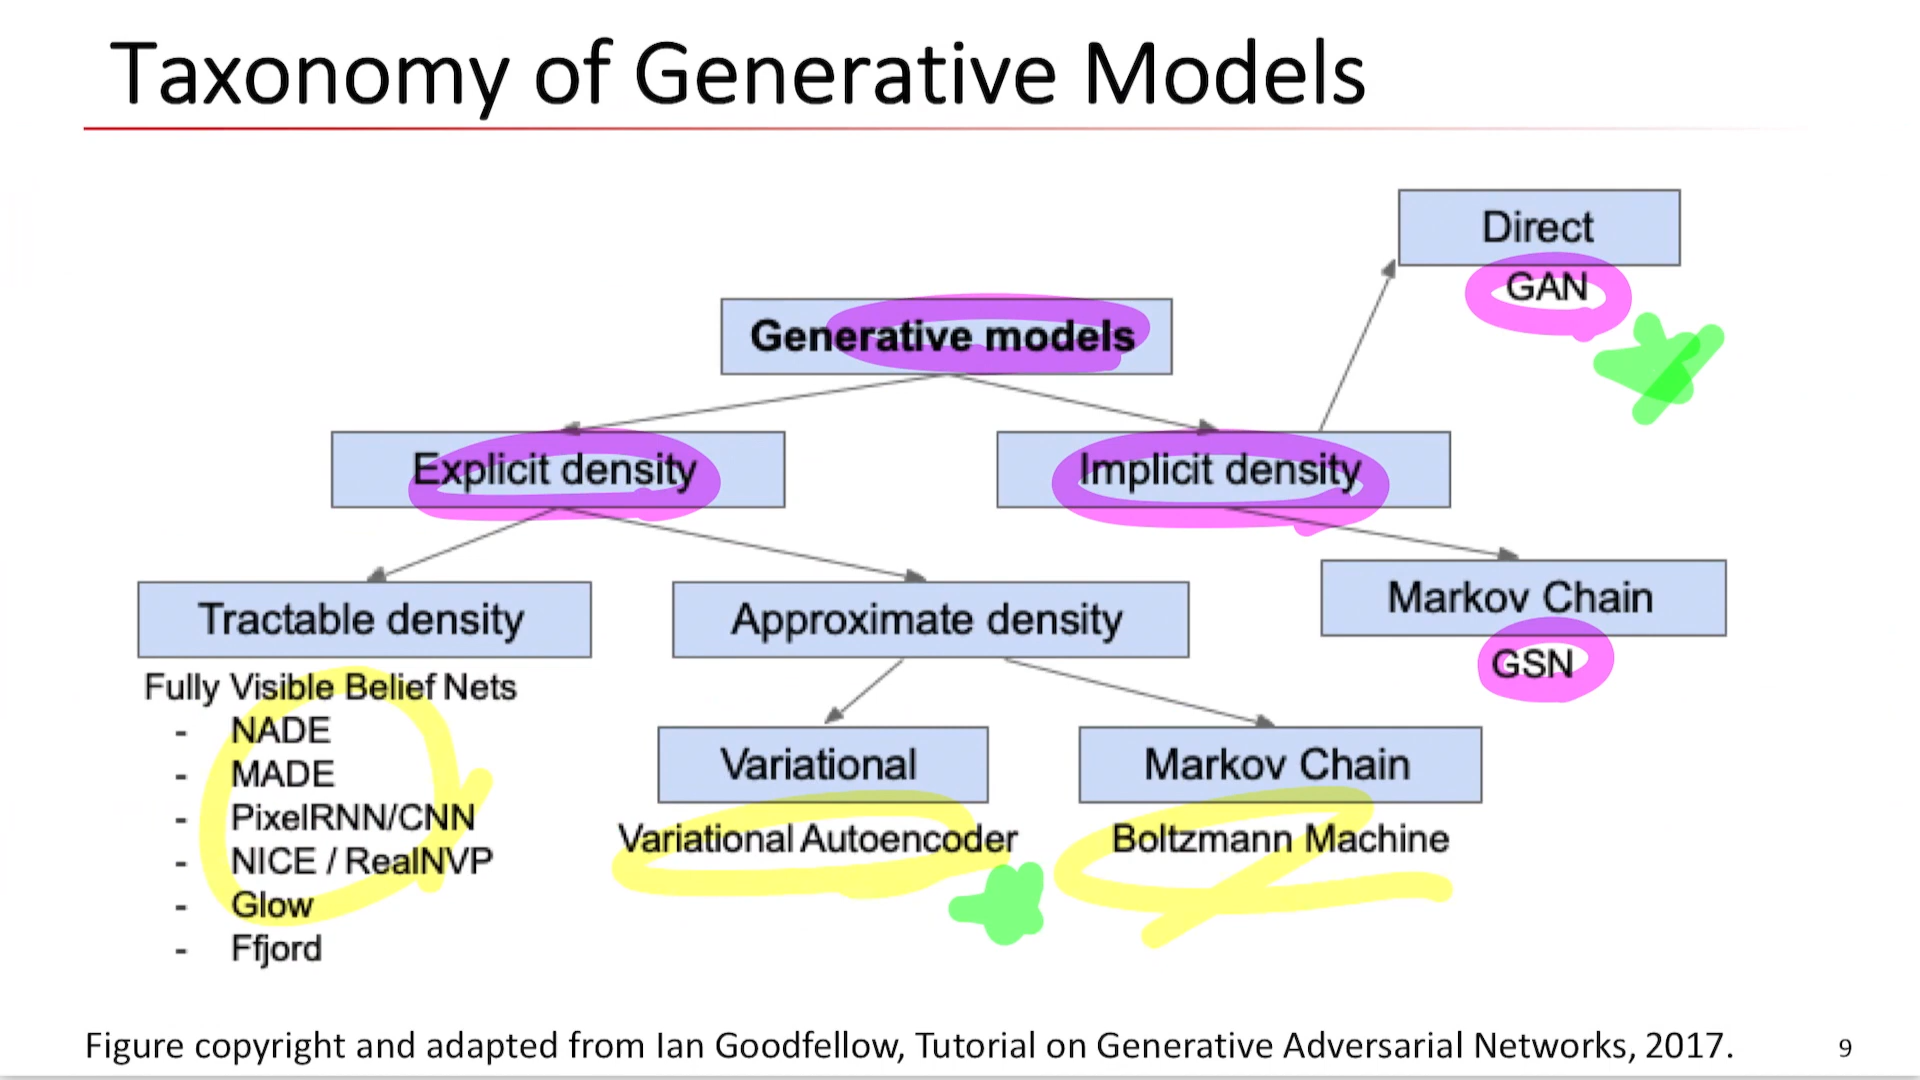 Taxonomy of Generative Models
Direct
GAN
Generative models
Explicit density
Implicit density
Markov Chain
GSN
Tractable density
Approximate density
Fully Visible Belief Nets
- NADE
- MADE
- PixelRNN/CNN
- NICE / RealNVP
- Glow
- Ffjord
Variational
Variational Autoencoder
Markov Chain
Boltzmann Machine
Figure copyright and adapted from Ian Goodfellow, Tutorial on Generative Adversarial Networks, 2017.
9